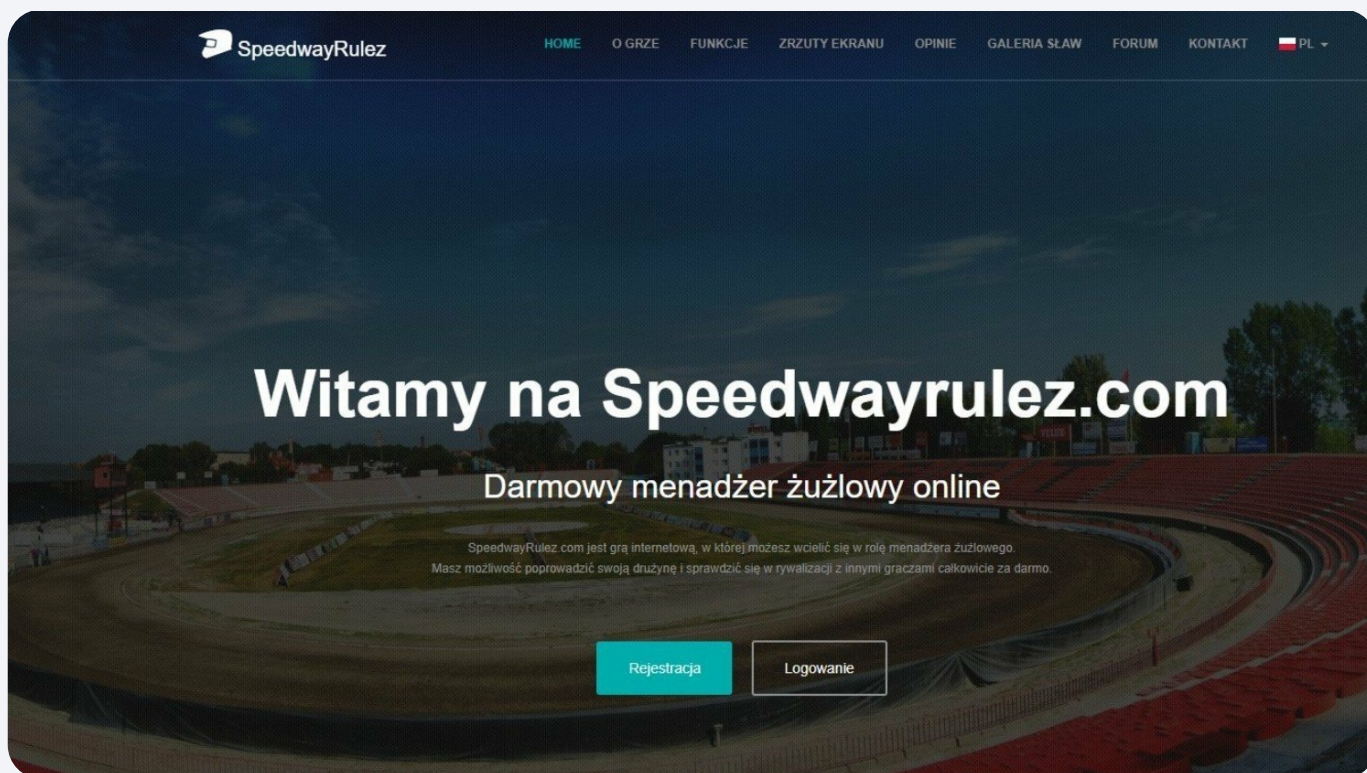 SpeedwayRulez
HOME O GRZE FUNKCJE ZRZUTY EKRANU OPINIE GALERIA SŁAW FORUM KONTAKT PL
Witamy na Speedwayrulez.com
Darmowy menadżer żużlowy online
SpeedwayRulez.com jest grą internetową, w której możesz wcielić się w rolę menadżera żużlowego.
Masz możliwość poprowadzić swoją drużynę i sprawdzić się w rywalizacji z innymi graczami całkowicie za darmo.
Rejestracja Logowanie